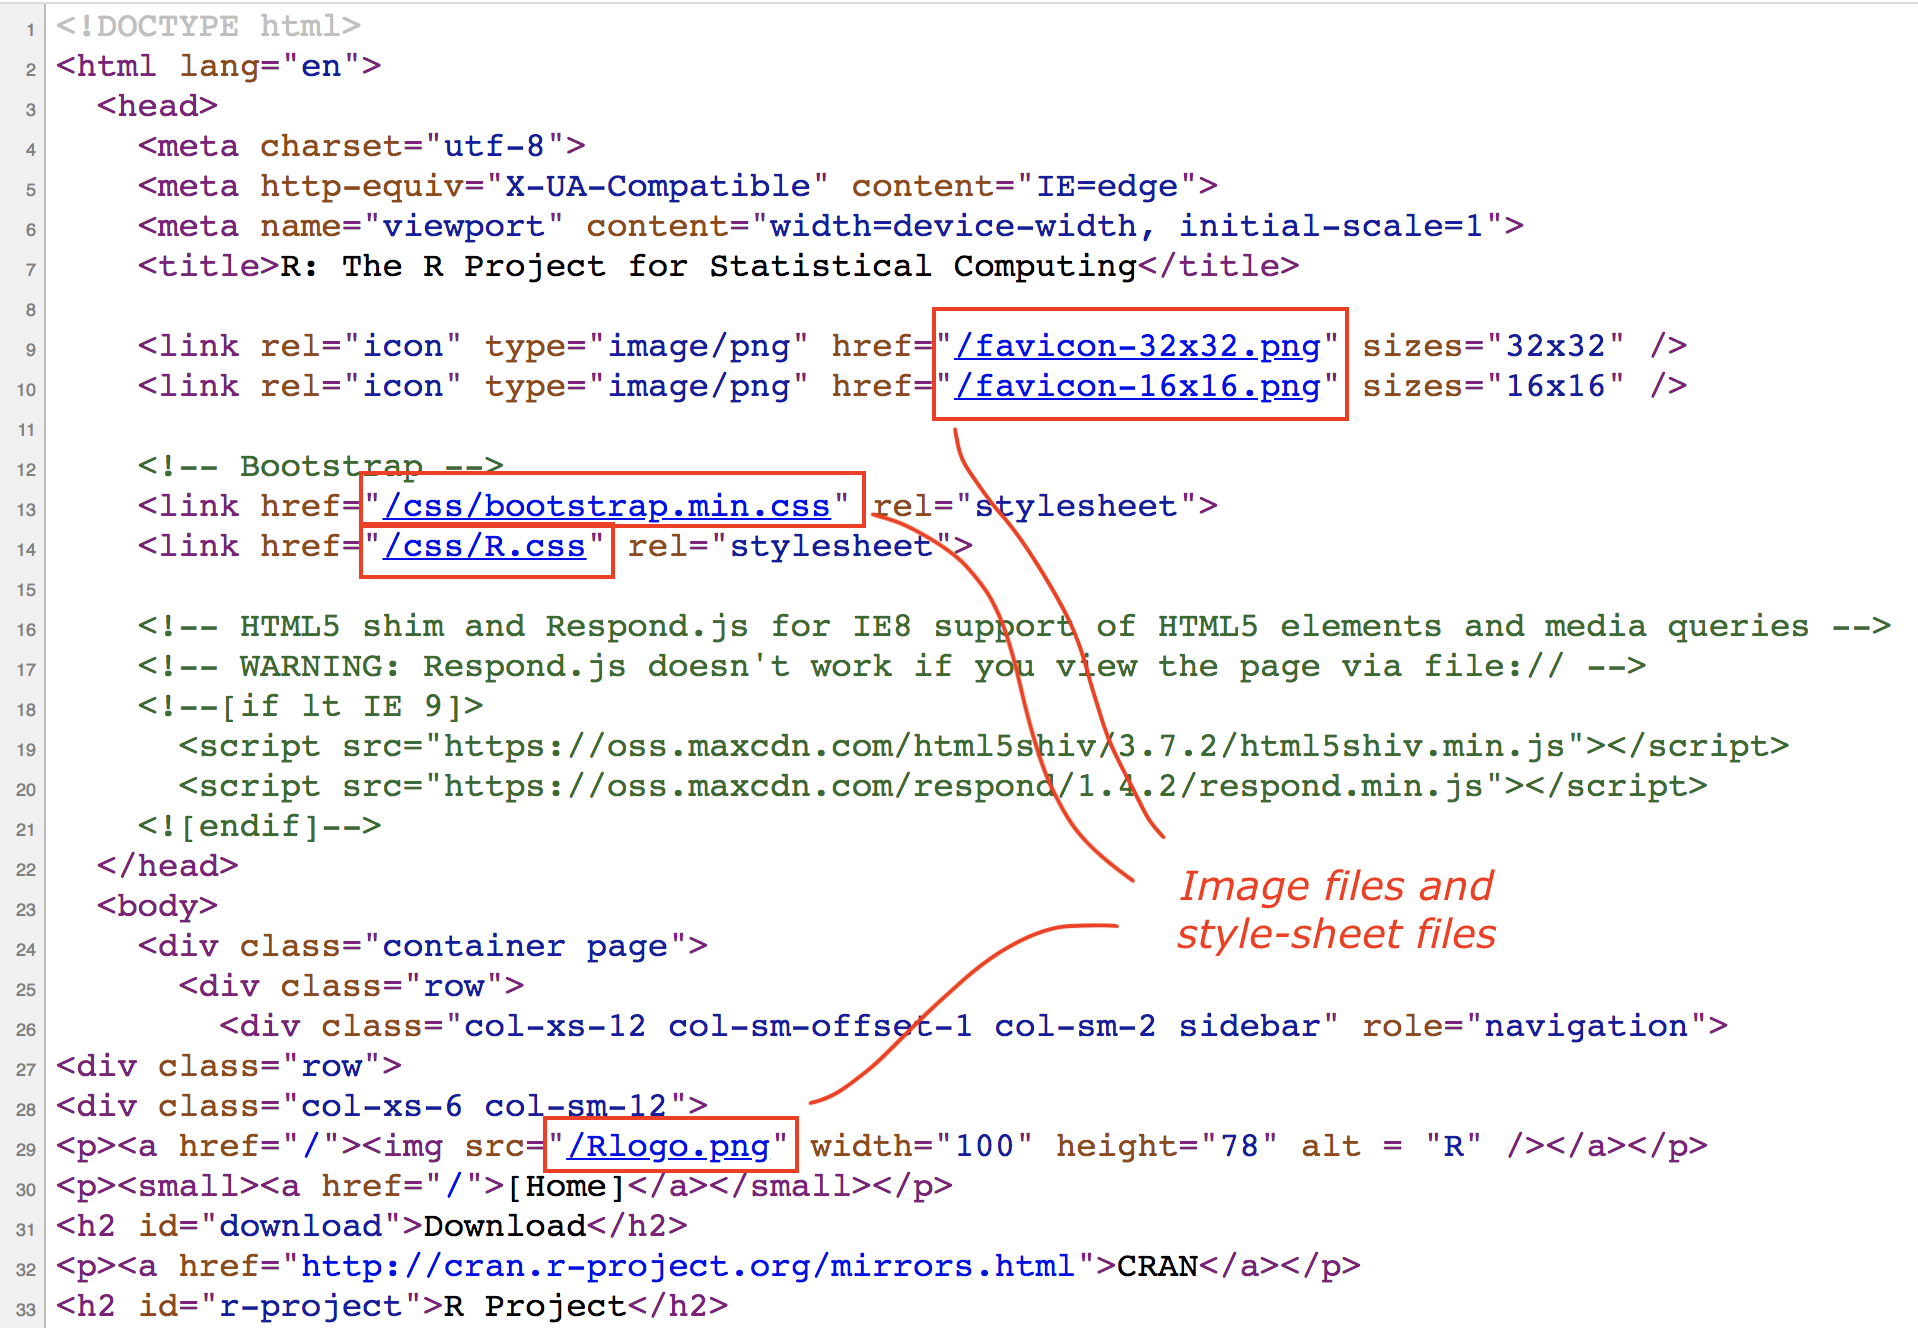 1 <!DOCTYPE html>
2 <html lang="en">
3 <head>
4 <meta charset="utf-8">
5 <meta http-equiv="X-UA-Compatible" content="IE=edge">
6 <meta name="viewport" content="width=device-width, initial-scale=1">
7 <title>R: The R Project for Statistical Computing</title>
8
9 <link rel="icon" type="image/png" href="/favicon-32x32.png" sizes="32x32" />
10 <link rel="icon" type="image/png" href="/favicon-16x16.png" sizes="16x16" />
11
12 <!-- Bootstrap -->
13 <link href="/css/bootstrap.min.css" rel="stylesheet">
14 <link href="/css/R.css" rel="stylesheet">
15
16 <!-- HTML5 shim and Respond.js for IE8 support of HTML5 elements and media queries -->
17 <!-- WARNING: Respond.js doesn't work if you view the page via file:// -->
18 <!--[if lt IE 9]>
19 <script src="https://oss.maxcdn.com/html5shiv/3.7.2/html5shiv.min.js"></script>
20 <script src="https://oss.maxcdn.com/respond/1.4.2/respond.min.js"></script>
21 <![endif]-->
22 </head>
23 <body>
24 <div class="container page">
25 <div class="row">
26 <div class="col-xs-12 col-sm-offset-1 col-sm-2 sidebar" role="navigation">
27 <div class="row">
28 <div class="col-xs-6 col-sm-12">
29 <p><a href="/"><img src="/Rlogo.png" width="100" height="78" alt = "R" /></a></p>
30 <p><small><a href="/">[Home]</a></small></p>
31 <h2 id="download">Download</h2>
32 <p><a href="http://cran.r-project.org/mirrors.html">CRAN</a></p>
33 <h2 id="r-project">R Project</h2>
Image files and
style-sheet files